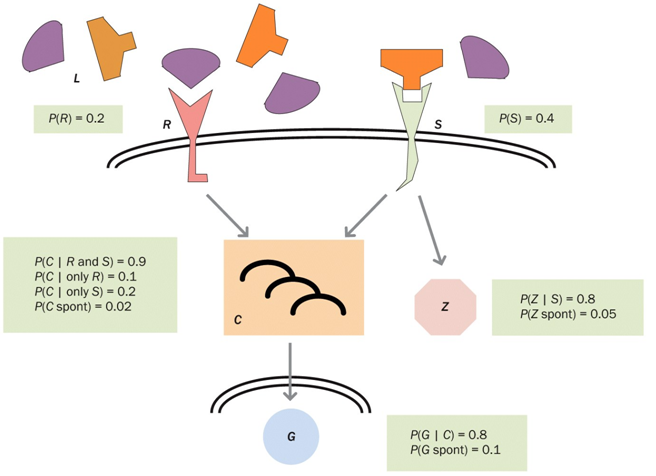 L
P(R) = 0.2
R
S
P(S) = 0.4
P(C | R and S) = 0.9
P(C | only R) = 0.1
P(C | only S) = 0.2
P(C spont) = 0.02
C
Z
P(Z | S) = 0.8
P(Z spont) = 0.05
G
P(G | C) = 0.8
P(G spont) = 0.1